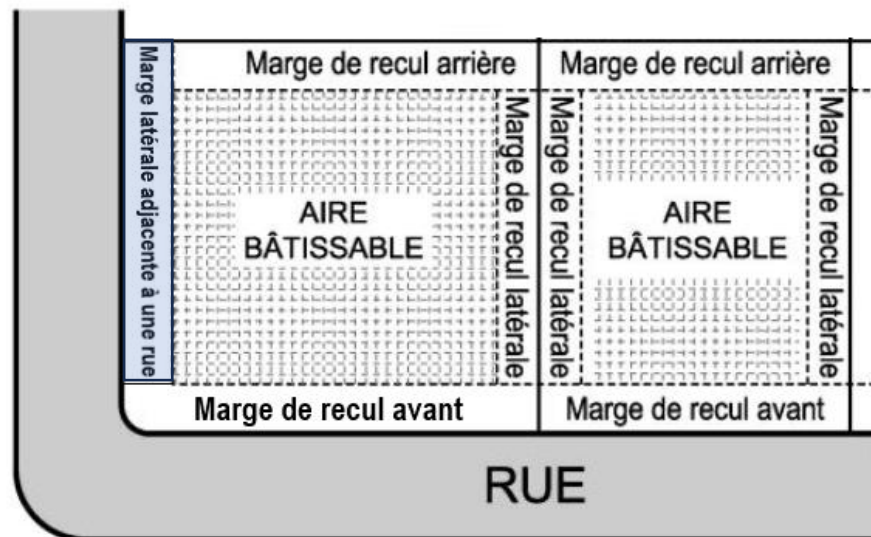 Marge latérale adjacente à une rue
Marge de recul arrière
Marge de recul arrière
AIRE
BÂTISSABLE
Marge de recul latérale
Marge de recul latérale
AIRE
BÂTISSABLE
Marge de recul latérale
Marge de recul avant
Marge de recul avant
RUE